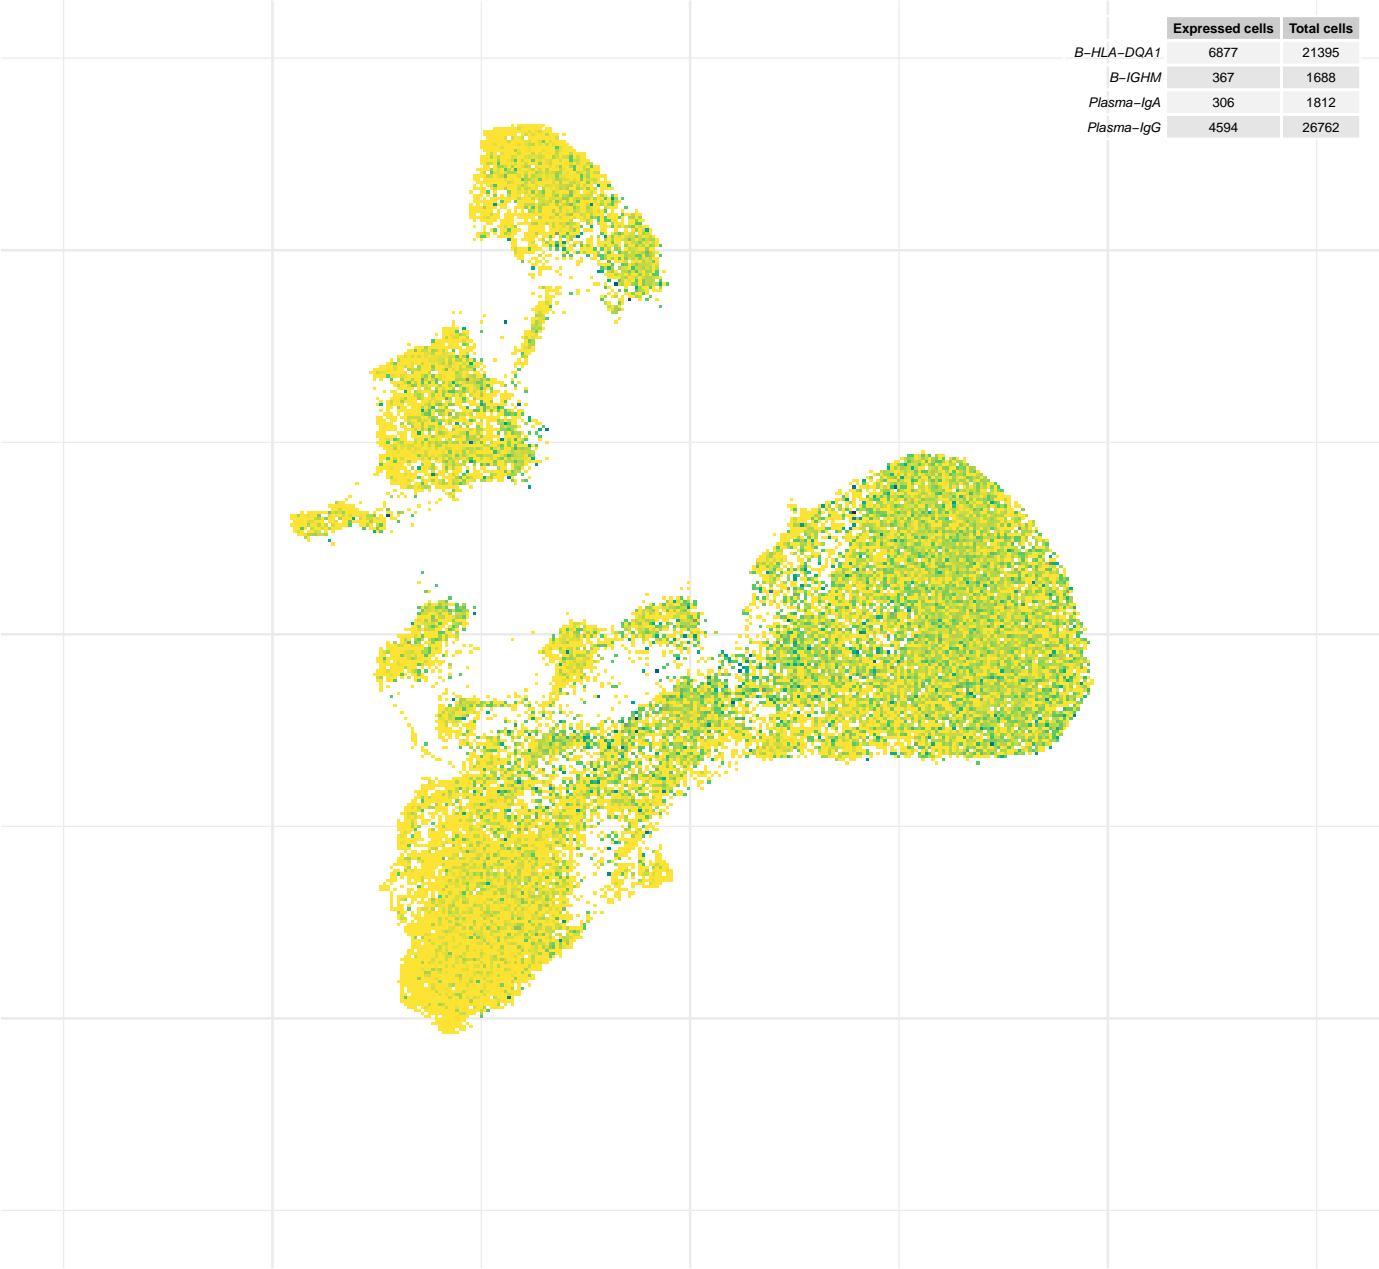 Expressed cells Total cells
B−HLA−DQA1 6877 21395
B−IGHM 367 1688
Plasma−IgA 306 1812
Plasma−IgG 4594 26762